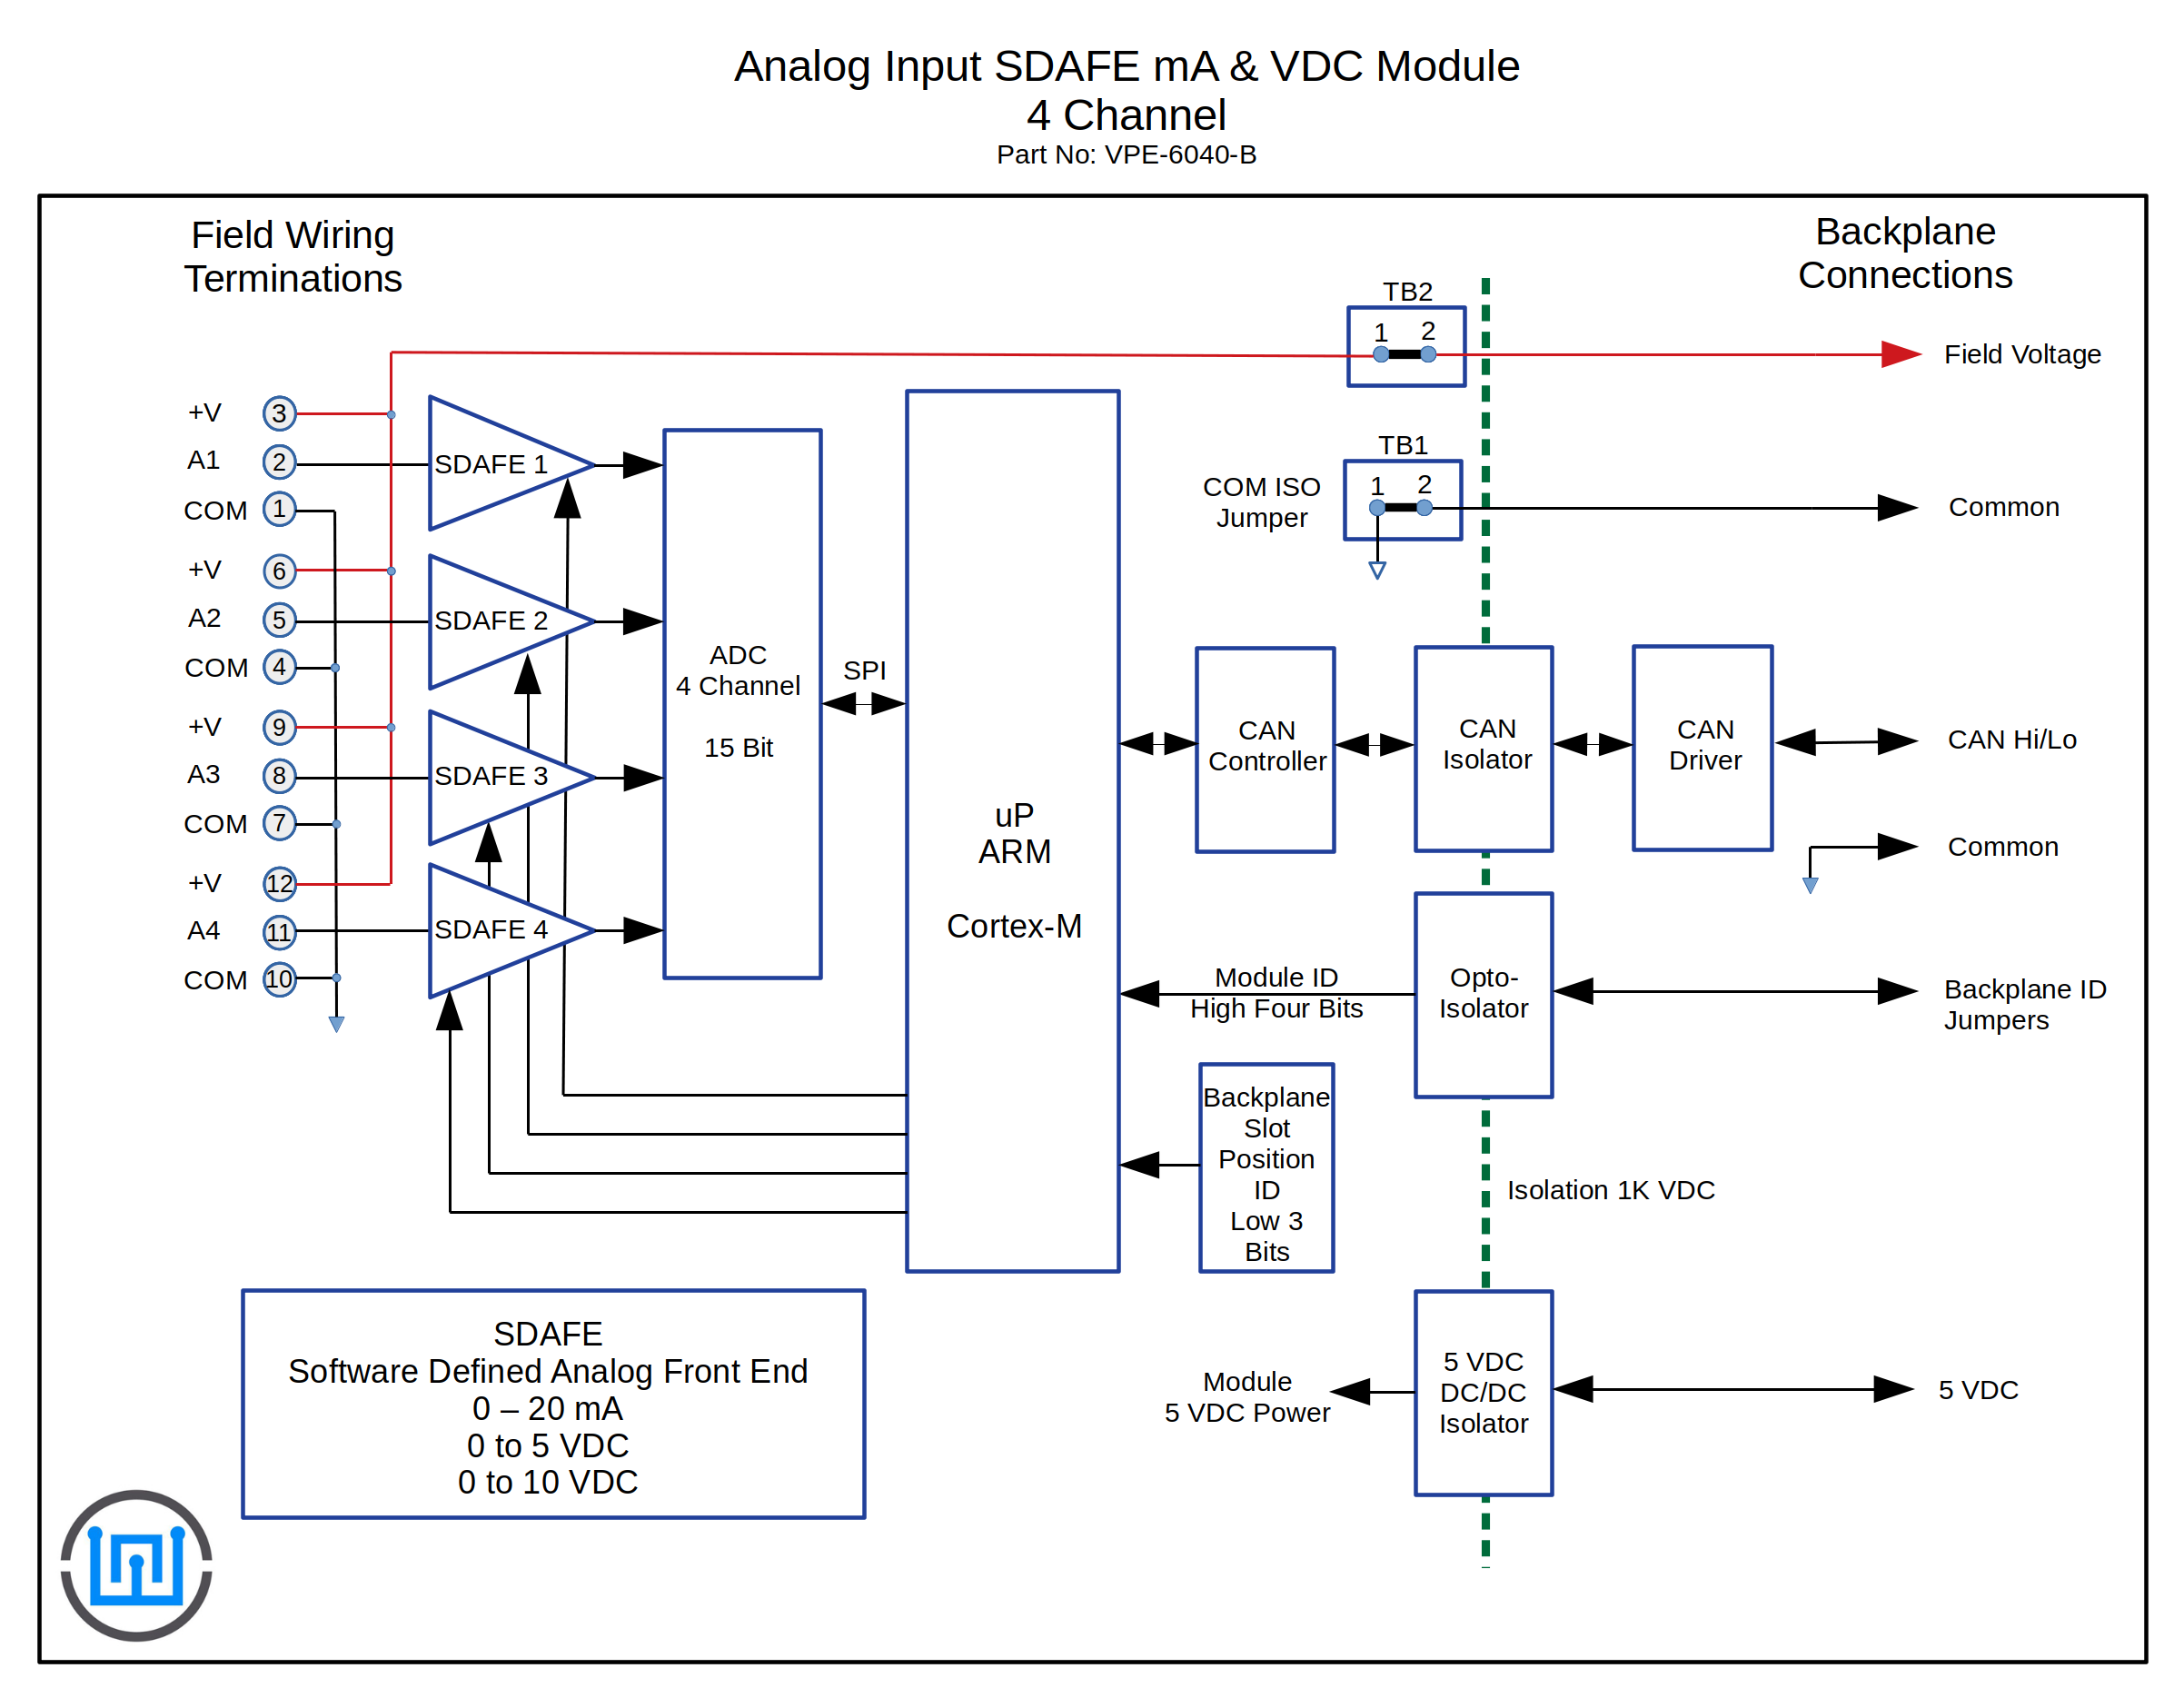 Analog Input SDAFE mA & VDC Module
4 Channel
Part No: VPE-6040-B
Field Wiring
Terminations
Backplane
Connections
TB2
1 2
Field Voltage
+V 3
A1 2
COM 1
+V 6
A2 5
COM 4
+V 9
A3 8
COM 7
+V 12
A4 11
COM 10
SDAFE 1
SDAFE 2
SDAFE 3
SDAFE 4
ADC
4 Channel
15 Bit
SPI
uP
ARM
Cortex-M
TB1
1 2
COM ISO
Jumper
Common
CAN
Controller
CAN
Isolator
CAN
Driver
CAN Hi/Lo
Common
Module ID
High Four Bits
Opto-
Isolator
Backplane ID
Jumpers
Backplane
Slot
Position
ID
Low 3
Bits
Isolation 1K VDC
Module
5 VDC Power
5 VDC
DC/DC
Isolator
5 VDC
SDAFE
Software Defined Analog Front End
0 – 20 mA
0 to 5 VDC
0 to 10 VDC